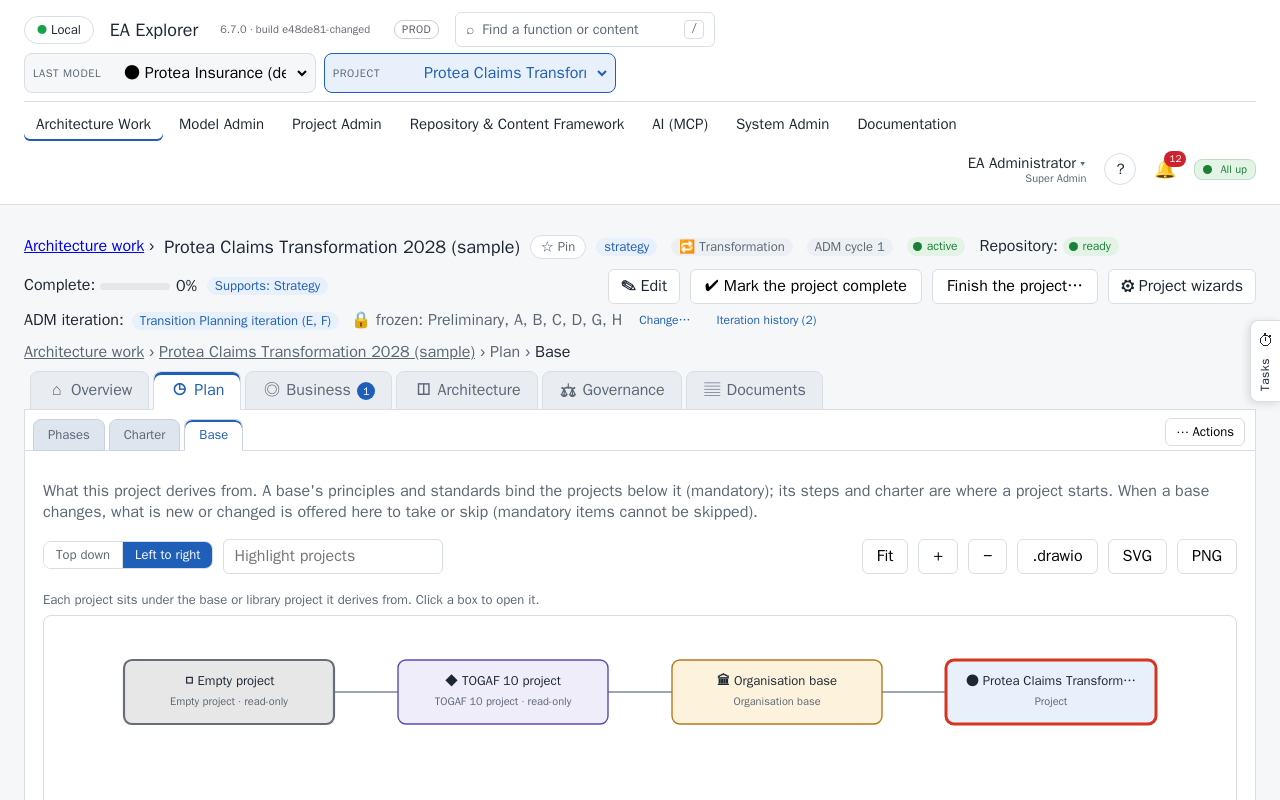 Local EA Explorer 6.7.0 · build e48de81-changed PROD Find a function or content /
LAST MODEL Protea Insurance (de PROJECT Protea Claims Transfor
Architecture Work Model Admin Project Admin Repository & Content Framework AI (MCP) System Admin Documentation
EA Administrator ? 12 All up
Super Admin
Architecture work › Protea Claims Transformation 2028 (sample) ☆ Pin strategy 🔁 Transformation ADM cycle 1 active Repository: ready
Complete: 0% Supports: Strategy ✎ Edit ✔ Mark the project complete Finish the project⋯ ⚙ Project wizards
ADM iteration: Transition Planning iteration (E, F) 🔒 frozen: Preliminary, A, B, C, D, G, H Change⋯ Iteration history (2)
Architecture work › Protea Claims Transformation 2028 (sample) › Plan › Base
Tasks
Overview Plan Business 1 Architecture Governance Documents
Phases Charter Base ⋯ Actions
What this project derives from. A base's principles and standards bind the projects below it (mandatory); its steps and charter are where a project starts. When a base
changes, what is new or changed is offered here to take or skip (mandatory items cannot be skipped).
Top down Left to right Highlight projects Fit + − .drawio SVG PNG
Each project sits under the base or library project it derives from. Click a box to open it.
Empty project ◆ TOGAF 10 project 🏛 Organisation base ● Protea Claims Transform⋯
Empty project · read-only TOGAF 10 project · read-only Organisation base Project